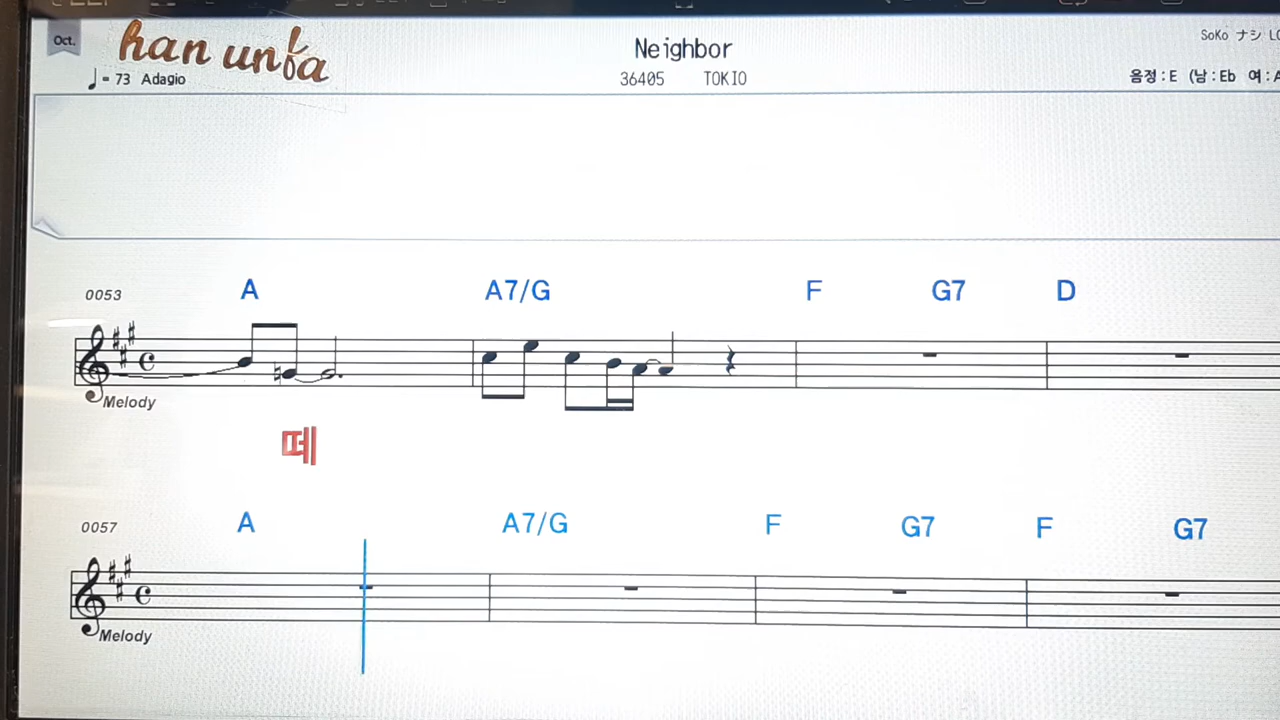 Oct.
han unfa
Neighbor
SoKo ナシ
♩= 73 Adagio
36405 TOKIO
음정 : E (남 : Eb 여 : A
0053
A A7/G F G7 D
Melody
떼
0057
A A7/G F G7 F G7
Melody